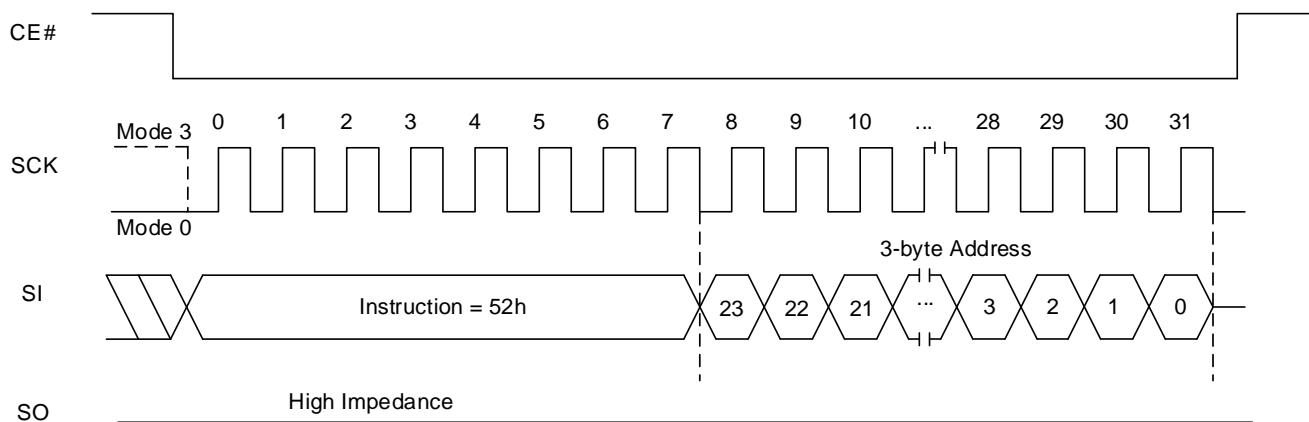 CE#
SCK
Mode 3
0 1 2 3 4 5 6 7 8 9 10 ... 28 29 30 31
Mode 0
3-byte Address
SI
Instruction = 52h
23 22 21 ... 3 2 1 0
High Impedance
SO